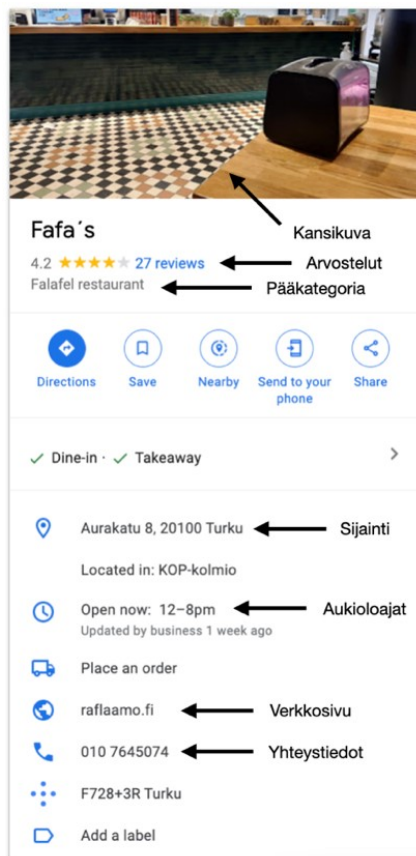 Kansikuva
Fafa´s
4.2 27 reviews Arvostelut
Falafel restaurant Pääkategoria
Directions Save Nearby Send to your phone Share
Dine-in · Takeaway
Aurakatu 8, 20100 Turku Sijainti
Located in: KOP-kolmio
Open now: 12–8pm Aukioloajat
Updated by business 1 week ago
Place an order
raflaamo.fi Verkkosivu
010 7645074 Yhteystiedot
F728+3R Turku
Add a label